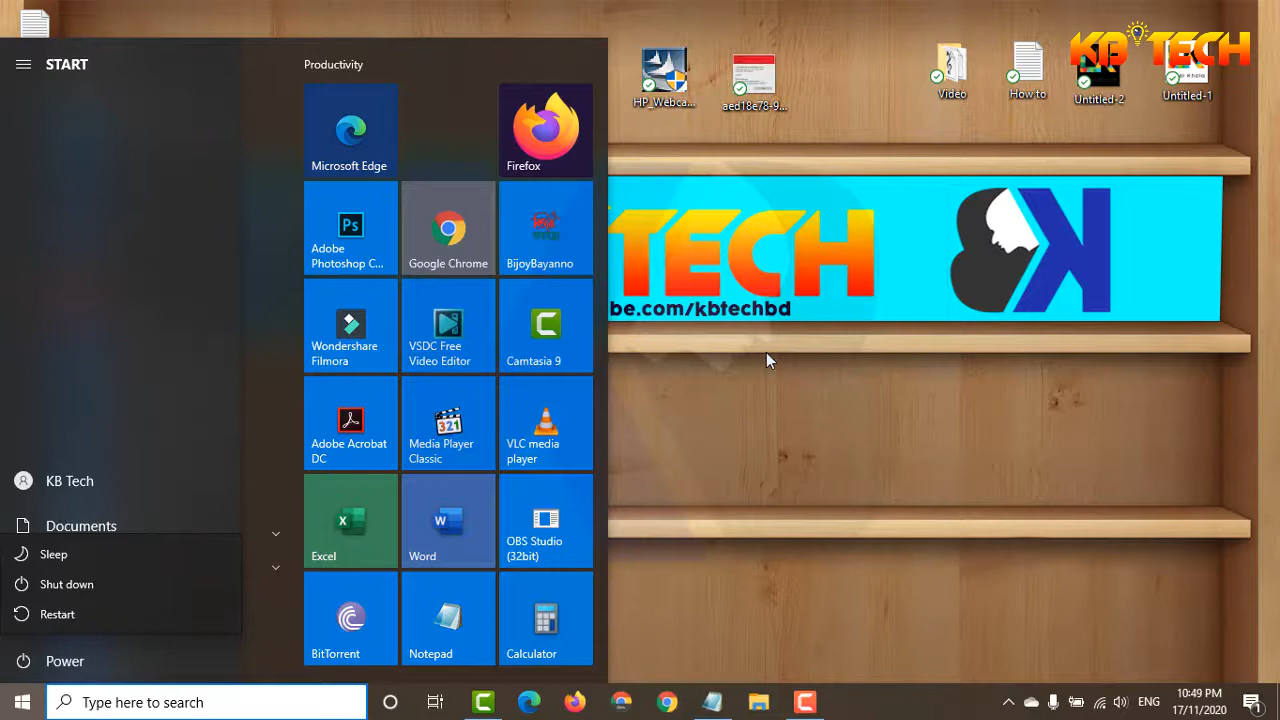 START
Productivity
Microsoft Edge
Firefox
Adobe
Photoshop C...
Google Chrome
BijoyBayanno
Wondershare
Filmora
VSDC Free
Video Editor
Camtasia 9
Adobe Acrobat
DC
Media Player
Classic
VLC media
player
Excel
Word
OBS Studio
(32bit)
BitTorrent
Notepad
Calculator
KB Tech
Documents
Sleep
Shut down
Restart
Power
HP_Webca...
aed18e78-9...
Video
How to
Untitled-2
Untitled-1
KB TECH
TECH
be.com/kbtechbd
Type here to search
ENG
10:49 PM
17/11/2020